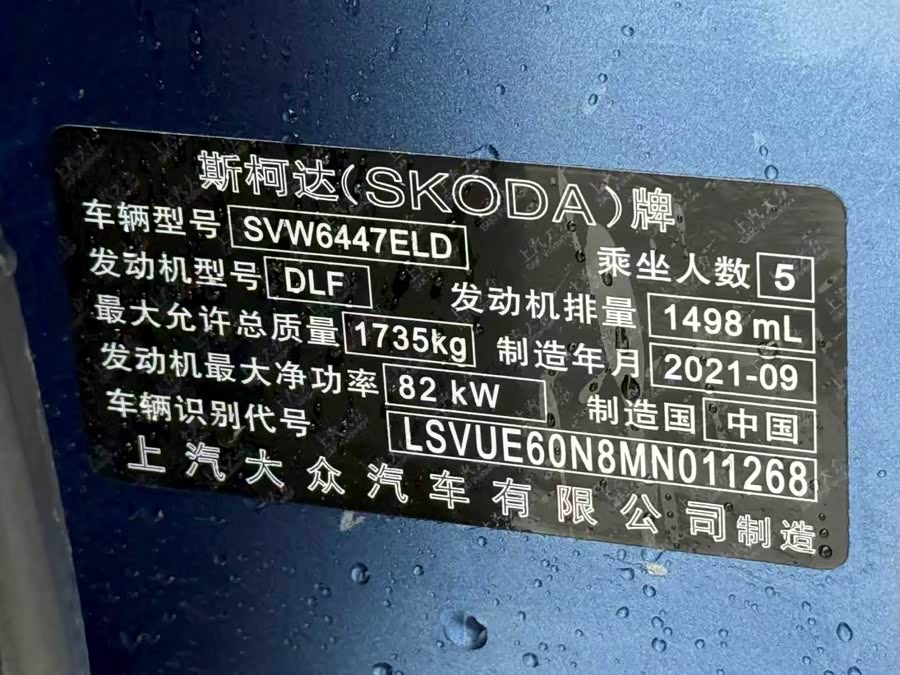 斯柯达(SKODA)牌
车辆型号 SVW6447ELD 乘坐人数 5
发动机型号 DLF 发动机排量 1498 mL
最大允许总质量 1735kg 制造年月 2021-09
发动机最大净功率 82 kW 制造国 中国
车辆识别代号 LSVUE60N8MN011268
上汽大众汽车有限公司制造